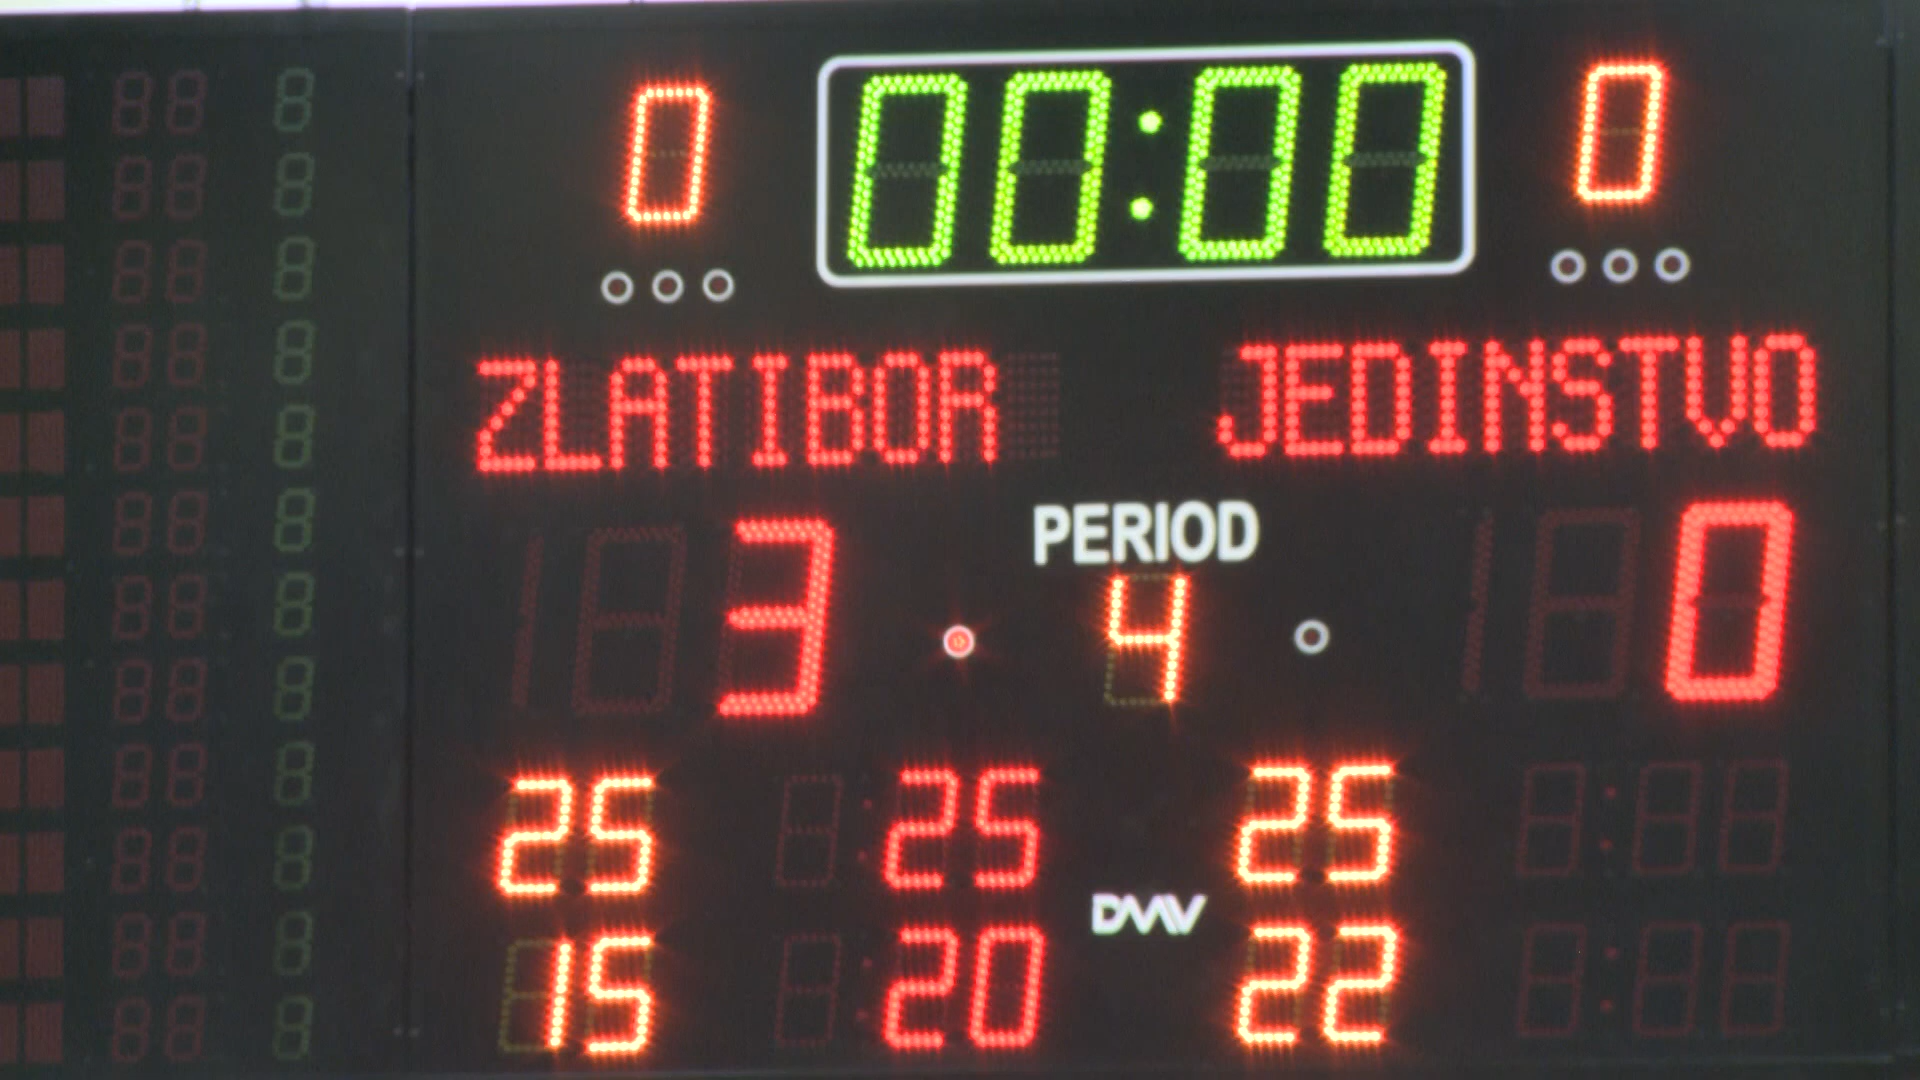 0 00:00 0
ZLATIBOR JEDINSTVO
PERIOD
3 4 0
25 25 25
DMV
15 20 22